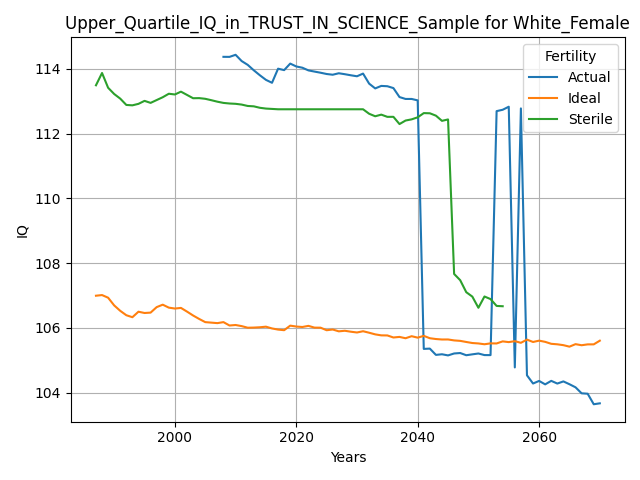 Upper_Quartile_IQ_in_TRUST_IN_SCIENCE_Sample for White_Female
Fertility
Actual
Ideal
Sterile
114
112
110
108
106
104
IQ
2000
2020
2040
2060
Years